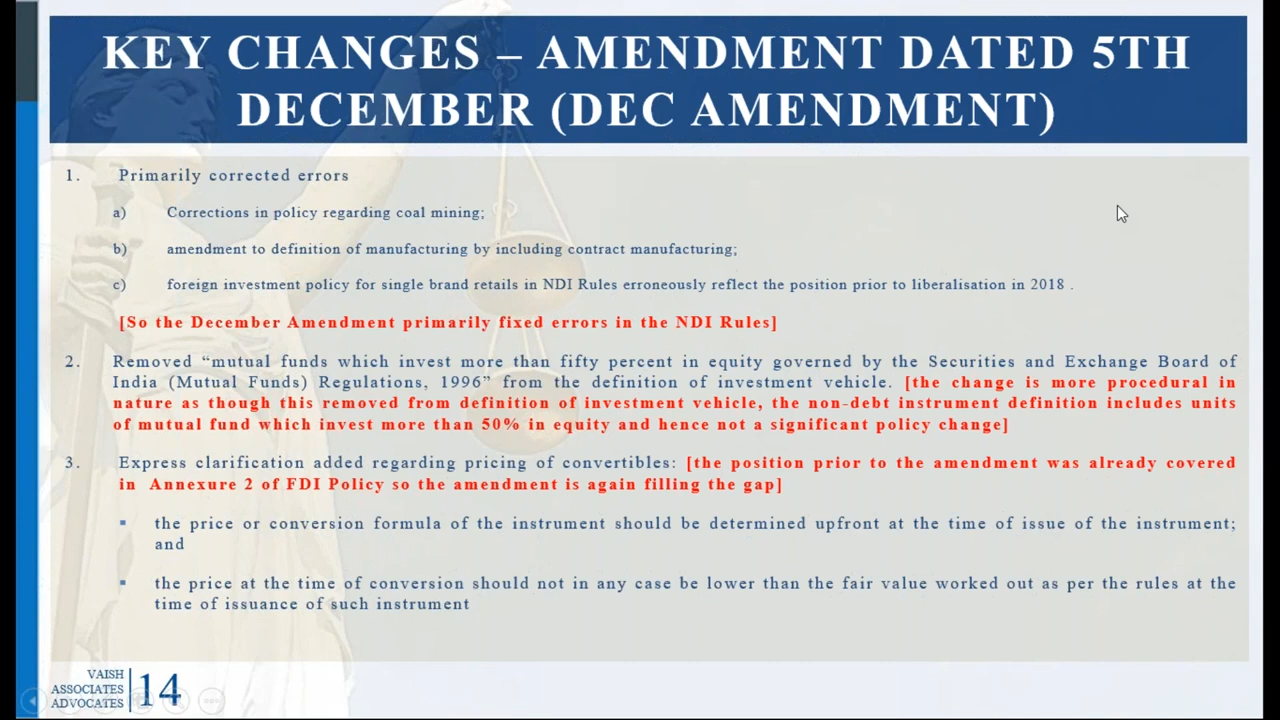 KEY CHANGES – AMENDMENT DATED 5TH
DECEMBER (DEC AMENDMENT)
1. Primarily corrected errors
a) Corrections in policy regarding coal mining;
b) amendment to definition of manufacturing by including contract manufacturing;
c) foreign investment policy for single brand retails in NDI Rules erroneously reflect the position prior to liberalisation in 2018 .
[So the December Amendment primarily fixed errors in the NDI Rules]
2. Removed “mutual funds which invest more than fifty percent in equity governed by the Securities and Exchange Board of
India (Mutual Funds) Regulations, 1996” from the definition of investment vehicle. [the change is more procedural in
nature as though this removed from definition of investment vehicle, the non-debt instrument definition includes units
of mutual fund which invest more than 50% in equity and hence not a significant policy change]
3. Express clarification added regarding pricing of convertibles: [the position prior to the amendment was already covered
in Annexure 2 of FDI Policy so the amendment is again filling the gap]
▪ the price or conversion formula of the instrument should be determined upfront at the time of issue of the instrument;
and
▪ the price at the time of conversion should not in any case be lower than the fair value worked out as per the rules at the
time of issuance of such instrument
VAISH
ASSOCIATES
ADVOCATES
14